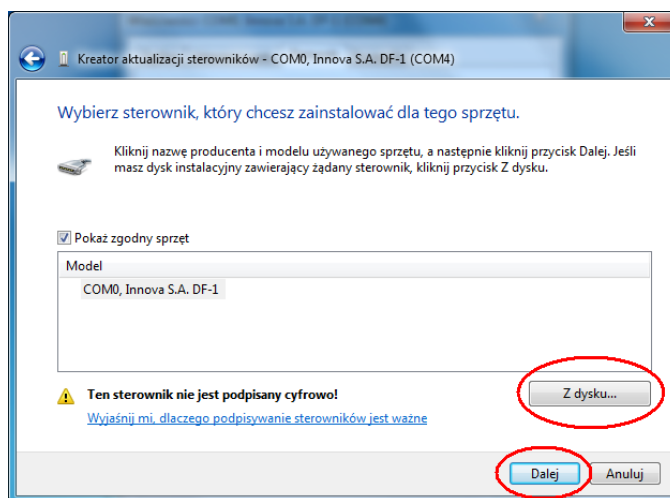 Kreator aktualizacji sterowników - COM0, Innova S.A. DF-1 (COM4)
Wybierz sterownik, który chcesz zainstalować dla tego sprzętu.
Kliknij nazwę producenta i modelu używanego sprzętu, a następnie kliknij przycisk Dalej. Jeśli
masz dysk instalacyjny zawierający żądany sterownik, kliknij przycisk Z dysku.
Pokaż zgodny sprzęt
Model
COM0, Innova S.A. DF-1
Ten sterownik nie jest podpisany cyfrowo!
Z dysku...
Wyjaśnij mi, dlaczego podpisywanie sterowników jest ważne
Dalej
Anuluj